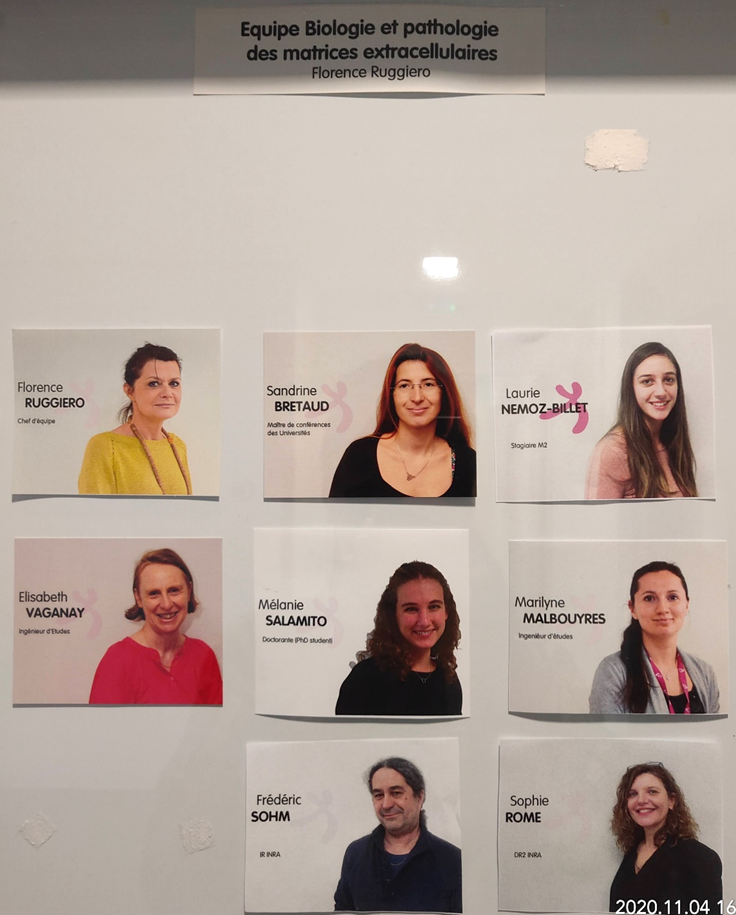 Equipe Biologie et pathologie
des matrices extracellulaires
Florence Ruggiero
Florence
RUGGIERO
Chef d'équipe
Sandrine
BRETAUD
Maître de conférences
des Universités
Laurie
NEMOZ-BILLET
Stagiaire M2
Elisabeth
VAGANAY
Ingénieur d'Etudes
Mélanie
SALAMITO
Doctorante (PhD student)
Marilyne
MALBOUYRES
Ingeniéur d'études
Frédéric
SOHM
IR INRA
Sophie
ROME
DR2 INRA
2020.11.04 16